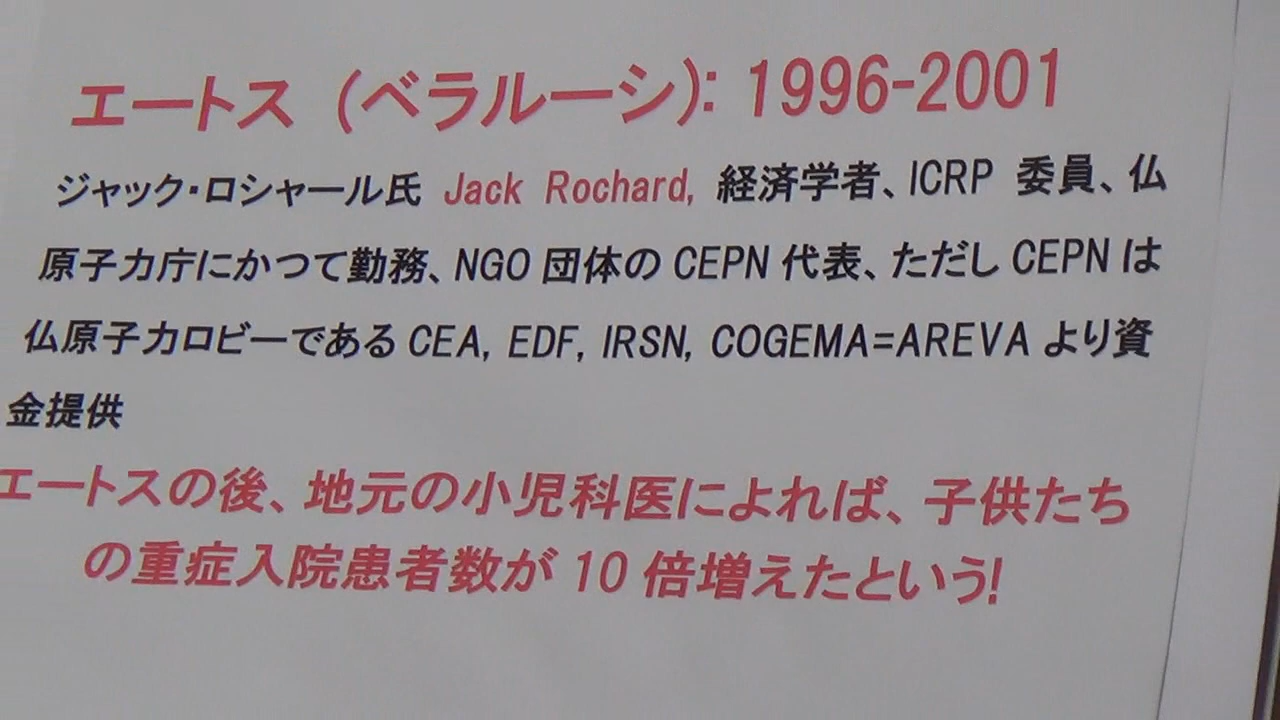 エートス (ベラルーシ): 1996-2001
ジャック・ロシャール氏 Jack Rochard, 経済学者、ICRP 委員、仏
原子力庁にかつて勤務、NGO 団体の CEPN 代表、ただし CEPN は
仏原子力ロビーである CEA, EDF, IRSN, COGEMA=AREVA より資
金提供
エートスの後、地元の小児科医によれば、子供たち
の重症入院患者数が 10 倍増えたという!